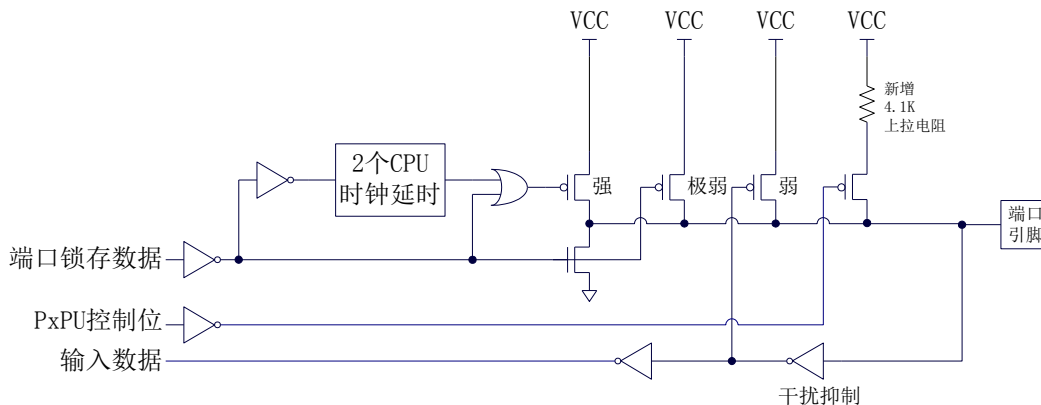 VCC
VCC
VCC
VCC
新增
4.1K
上拉电阻
2个CPU
时钟延时
强
极弱
弱
端口
引脚
端口锁存数据
PxPU控制位
输入数据
干扰抑制